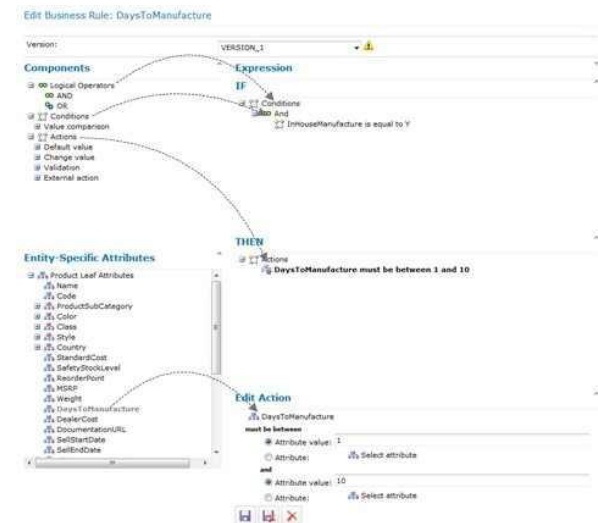 Edit Business Rule: DaysToManufacture
Version:
VERSION_1
Components
Logical Operators
AND
OR
Conditions
Value comparison
Actions
Default value
Change value
Validation
External action
Expression
IF
Conditions
And
InHouseManufacture is equal to Y
THEN
Actions
DaysToManufacture must be between 1 and 10
Entity-Specific Attributes
Product Leaf Attributes
Name
Code
ProductSubCategory
Color
Class
Style
Country
StandardCost
SafetyStockLevel
ReorderPoint
MSRP
Weight
DaysToManufacture
DealerCost
DocumentationURL
SellStartDate
SellEndDate
Edit Action
DaysToManufacture
must be between
Attribute value: 1
Attribute: Select attribute
and
Attribute value: 10
Attribute: Select attribute